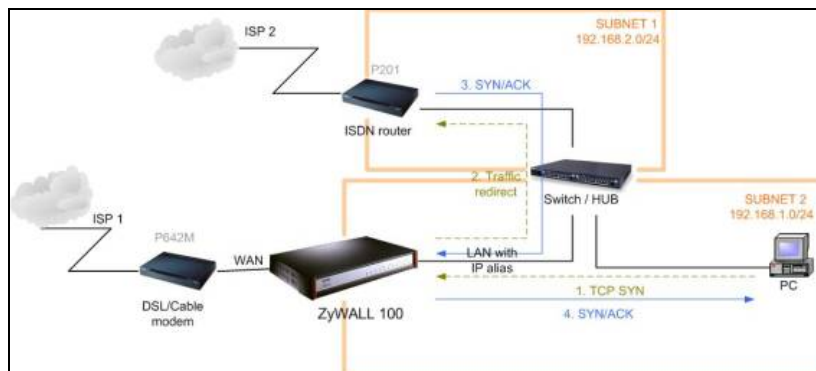 ISP 2
SUBNET 1
192.168.2.0/24
P201
3. SYN/ACK
ISDN router
2. Traffic
redirect
Switch / HUB
SUBNET 2
192.168.1.0/24
ISP 1
P642M
WAN
LAN with
IP alias
PC
DSL/Cable
modem
ZyWALL 100
1. TCP SYN
4. SYN/ACK